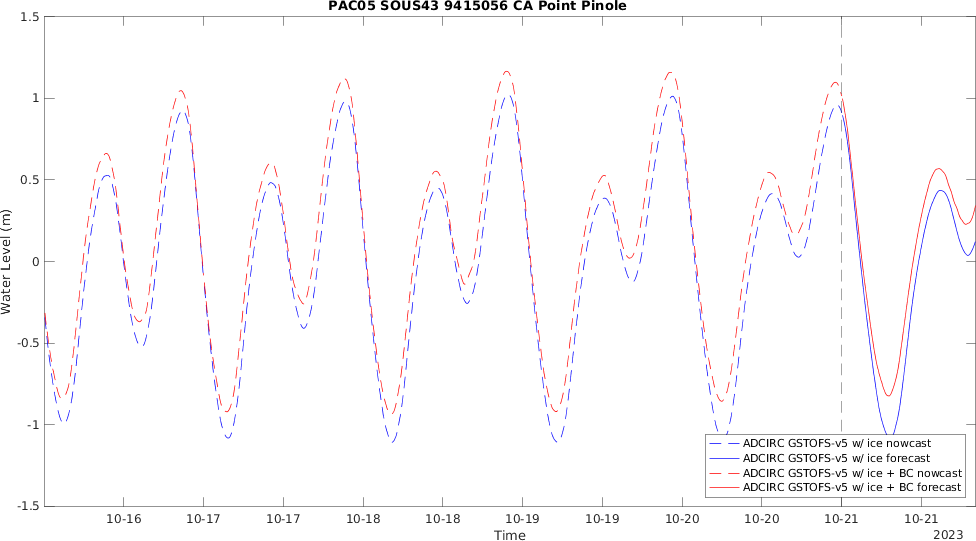 PAC05 SOUS43 9415056 CA Point Pinole
1.5
1
0.5
0
-0.5
-1
-1.5
Water Level (m)
10-16
10-17
10-17
10-18
10-18
10-19
10-19
10-20
10-20
10-21
10-21
2023
Time
ADCIRC GSTOFS-v5 w/ ice nowcast
ADCIRC GSTOFS-v5 w/ ice forecast
ADCIRC GSTOFS-v5 w/ ice + BC nowcast
ADCIRC GSTOFS-v5 w/ ice + BC forecast